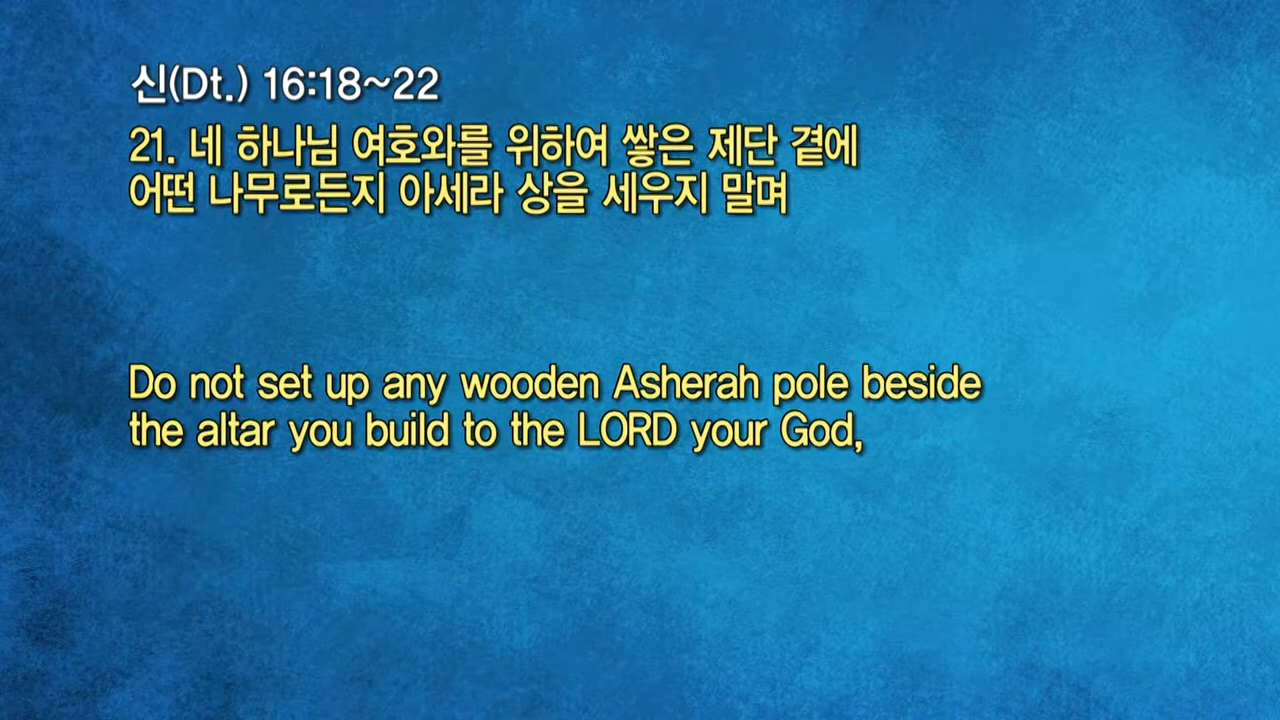 신(Dt.) 16:18~22
21. 네 하나님 여호와를 위하여 쌓은 제단 곁에
어떤 나무로든지 아세라 상을 세우지 말며
Do not set up any wooden Asherah pole beside
the altar you build to the LORD your God,